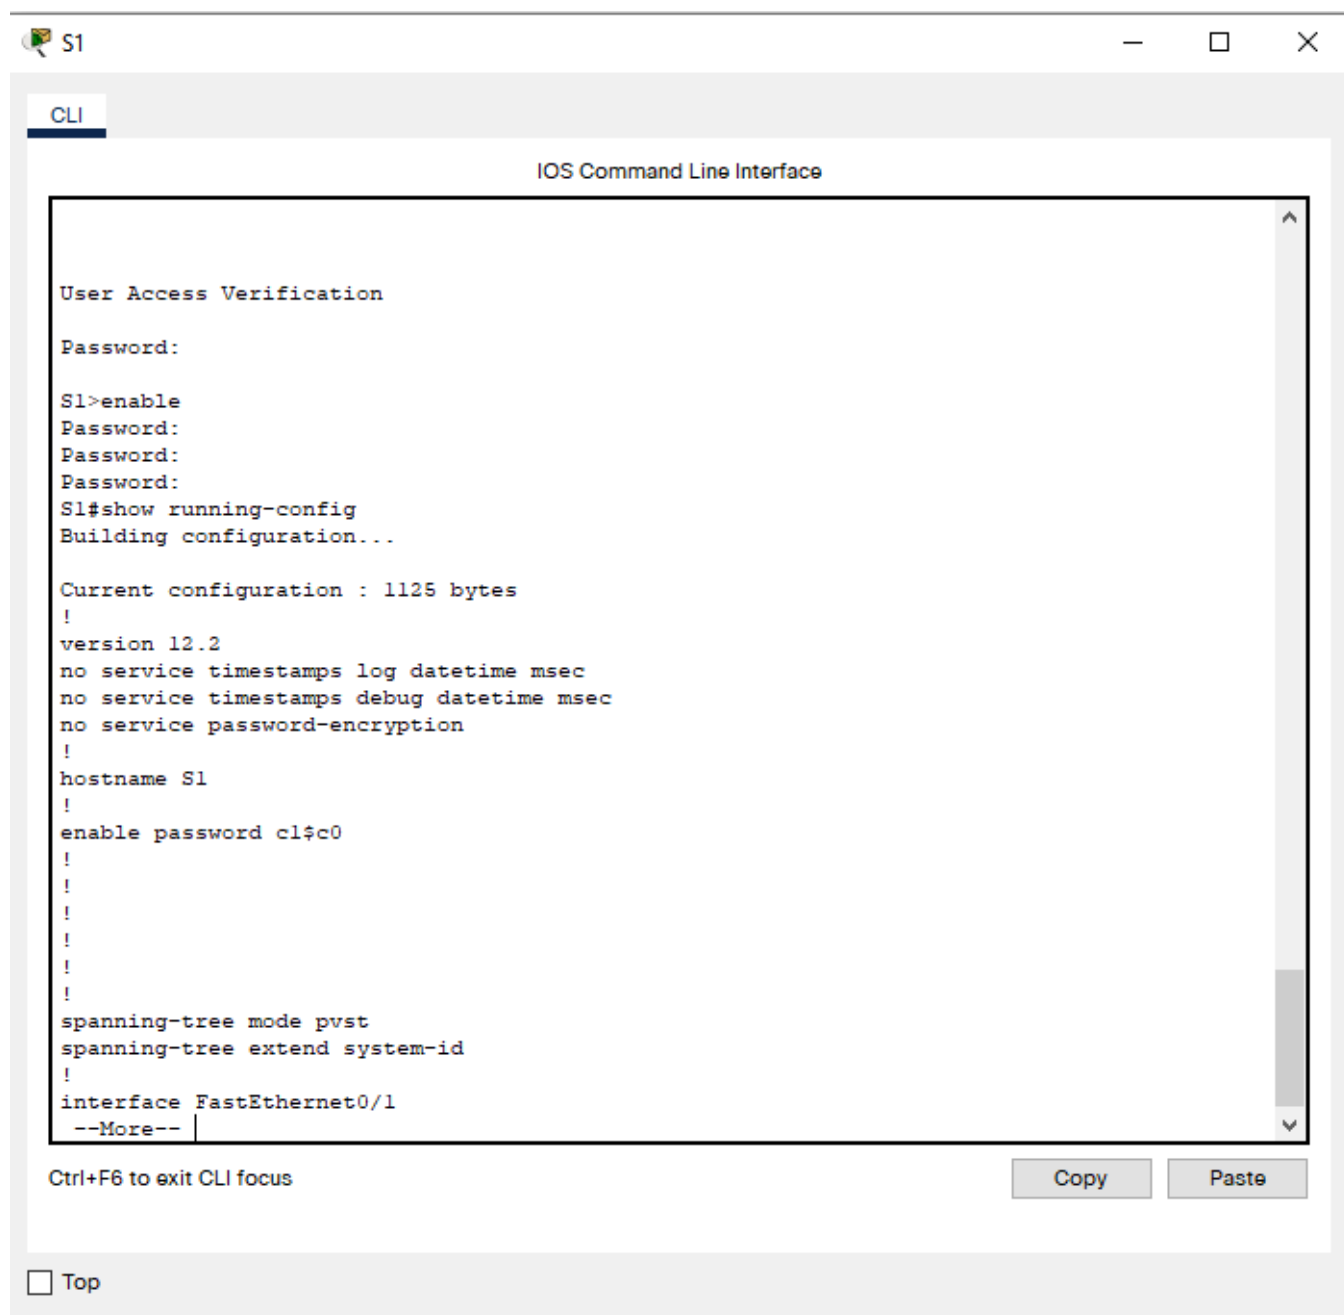 S1
CLI
IOS Command Line Interface
User Access Verification
Password:
S1>enable
Password:
Password:
Password:
S1#show running-config
Building configuration...
Current configuration : 1125 bytes
!
version 12.2
no service timestamps log datetime msec
no service timestamps debug datetime msec
no service password-encryption
!
hostname S1
!
enable password c1$c0
!
!
!
!
!
!
spanning-tree mode pvst
spanning-tree extend system-id
!
interface FastEthernet0/1
--More--
Ctrl+F6 to exit CLI focus
Copy
Paste
Top